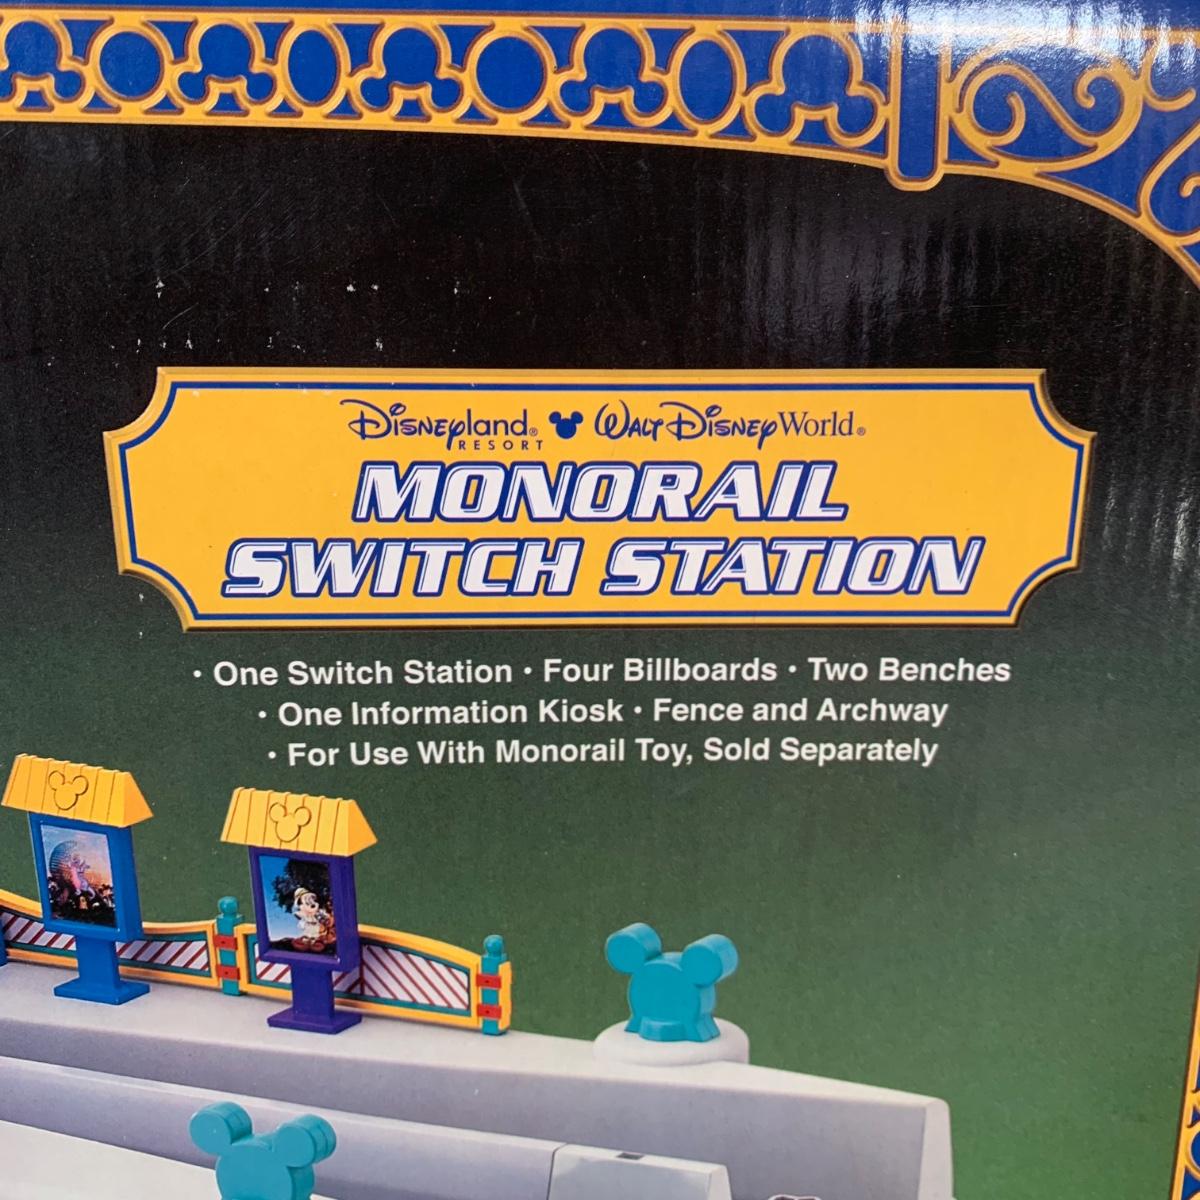 Disneyland® Walt Disney World®
RESORT
MONORAIL
SWITCH STATION
• One Switch Station • Four Billboards • Two Benches
• One Information Kiosk • Fence and Archway
• For Use With Monorail Toy, Sold Separately